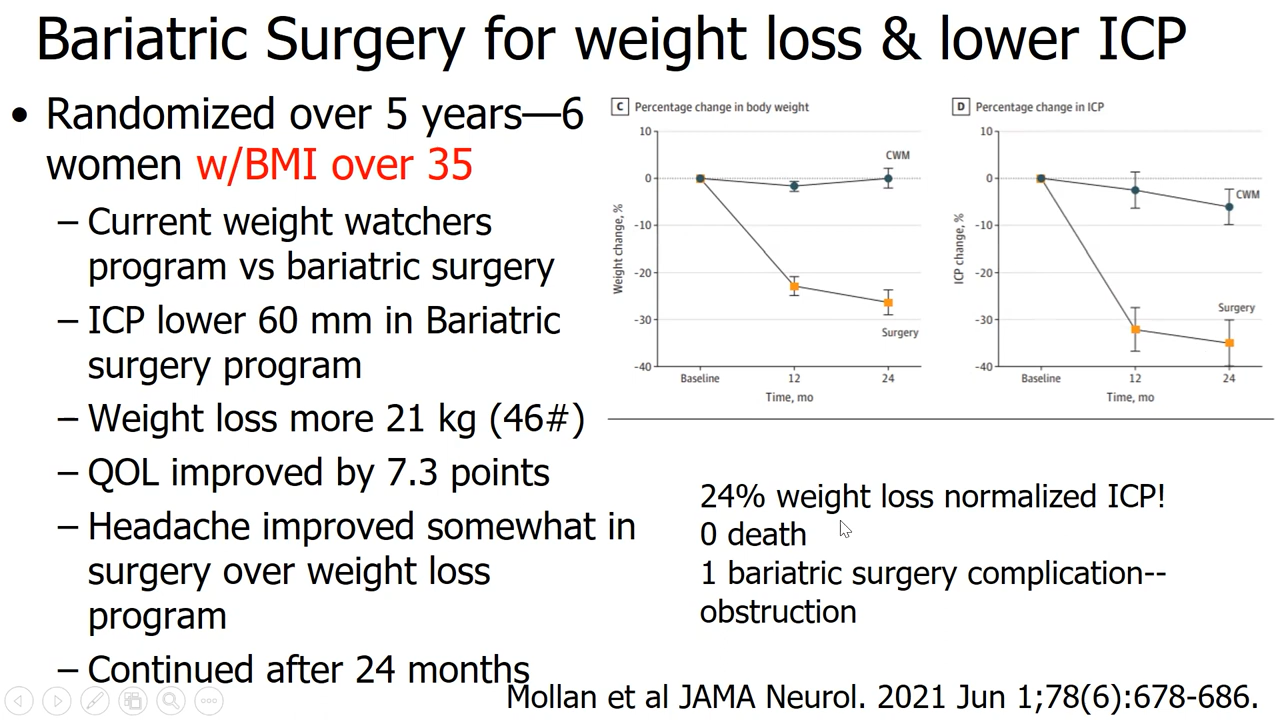 Bariatric Surgery for weight loss & lower ICP
• Randomized over 5 years—6
women w/BMI over 35
– Current weight watchers
program vs bariatric surgery
– ICP lower 60 mm in Bariatric
surgery program
– Weight loss more 21 kg (46#)
– QOL improved by 7.3 points
– Headache improved somewhat in
surgery over weight loss
program
– Continued after 24 months
C Percentage change in body weight
10
0
-10
-20
-30
-40
Weight change, %
CWM
Surgery
Baseline 12 24
Time, mo
D Percentage change in ICP
10
0
-10
-20
-30
-40
ICP change, %
CWM
Surgery
Baseline 12 24
Time, mo
24% weight loss normalized ICP!
0 death
1 bariatric surgery complication--
obstruction
Mollan et al JAMA Neurol. 2021 Jun 1;78(6):678-686.